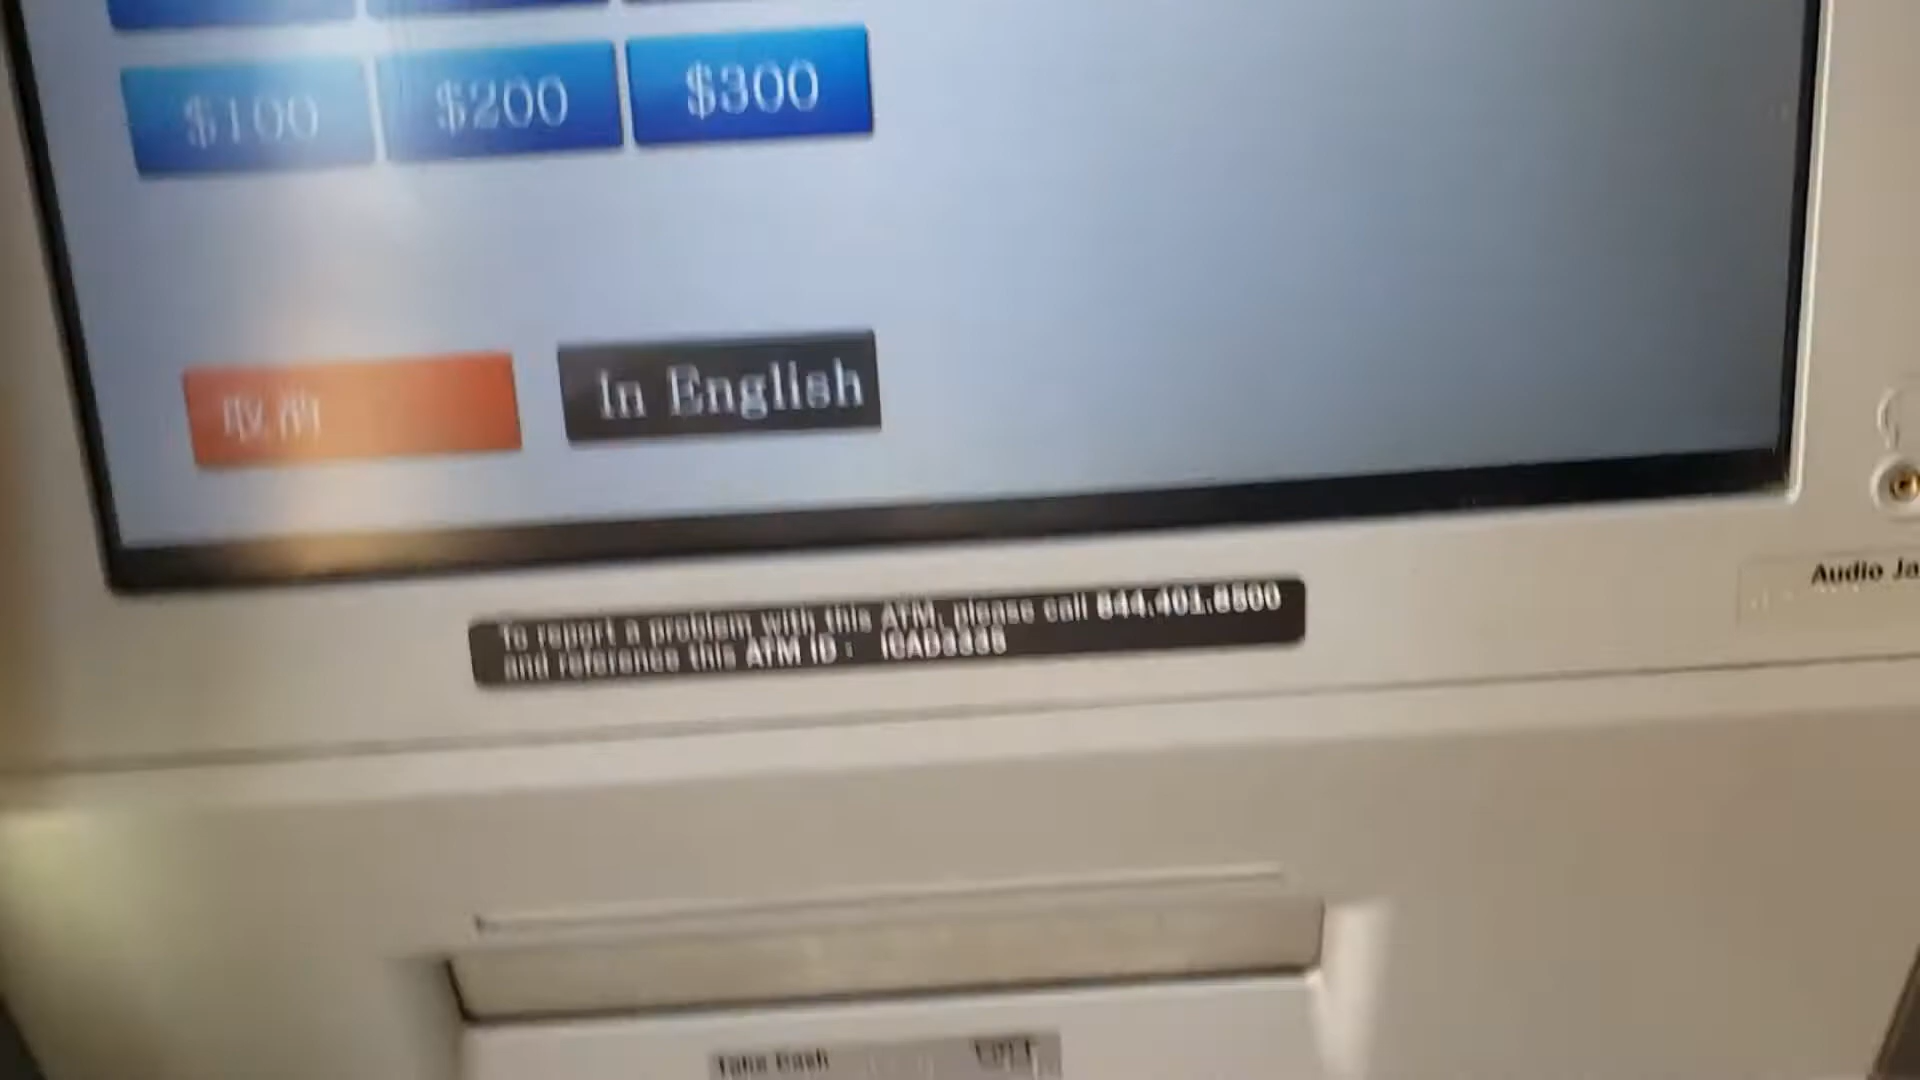 $100 $200 $300
取消 In English
Audio Ja
To report a problem with this ATM, please call 844.401.8500
and reference this ATM ID :
Take Cash